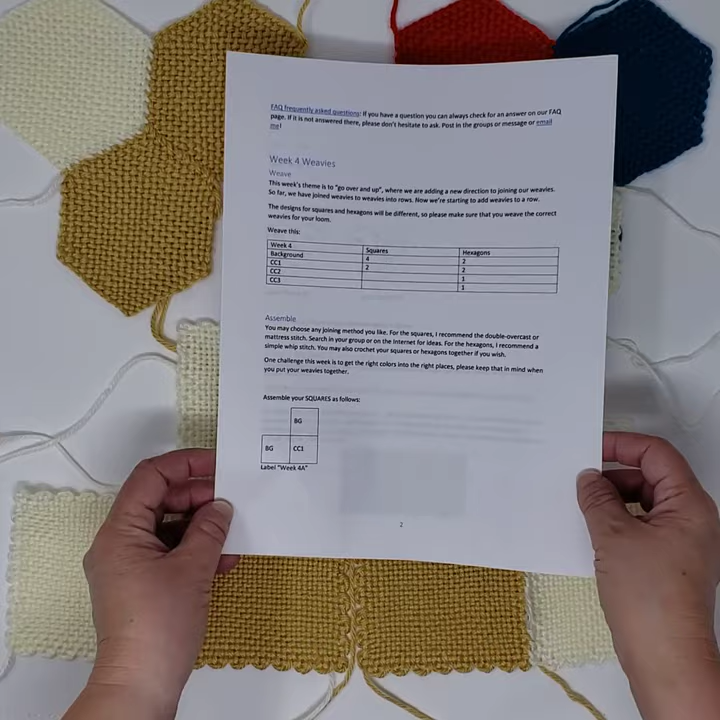 FAQ frequently asked questions: If you have a question you can always check for an answer on our FAQ
page. If it is not answered there, please don't hesitate to ask. Post in the groups or message or email
me!
Week 4 Weavies
Weave
This week's theme is to "go over and up", where we are adding a new direction to joining our weavies.
So far, we have joined weavies to weavies into rows. Now we're starting to add weavies to a row.
The designs for squares and hexagons will be different, so please make sure that you weave the correct
weavies for your loom.
Weave this:
Week 4 Squares Hexagons
Background 4 2
CC1 2 2
CC2 1
CC3 1
Assemble
You may choose any joining method you like. For the squares, I recommend the double-overcast or
mattress stitch. Search in your group or on the Internet for ideas. For the hexagons, I recommend a
simple whip stitch. You may also crochet your squares or hexagons together if you wish.
One challenge this week is to get the right colors into the right places, please keep that in mind when
you put your weavies together.
Assemble your SQUARES as follows:
BG
BG CC1
Label "Week 4A"
2